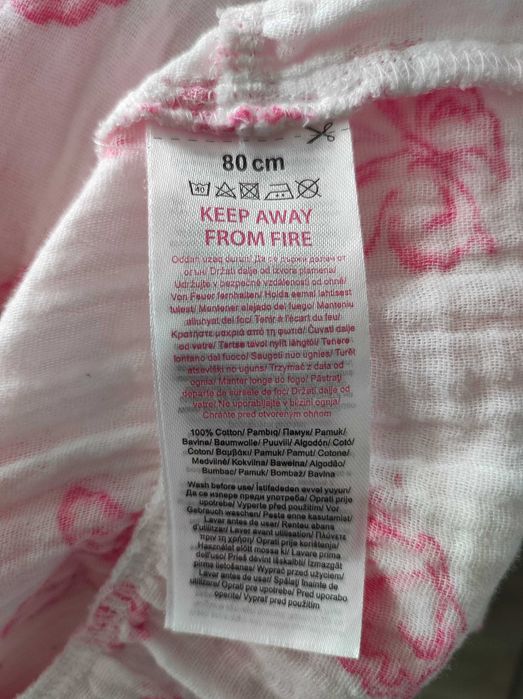 80 cm
40
KEEP AWAY
FROM FIRE
Oddan uzaq durun/ Да се държи далеч от
огън/ Držati dalje od izvora plamena/
Udržujte v bezpečné vzdálenosti od ohně/
Von Feuer fernhalten/ Hoida eemal lahtisest
tulest/ Mantener alejado del fuego/ Manteniu
allunyat del foc/ Tenir à l'écart du feu/
Κρατήστε μακριά από τη φωτιά/ Čuvati dalje
od vatre/ Tartse távol nyílt lángtól/ Tenere
lontano dal fuoco/ Saugoti nuo ugnies/ Turēt
atsevišķi no uguns/ Trzymać z dala od
ognia/ Manter longe do fogo/ Păstrați
departe de sursele de foc/ Držati dalje od
vatre/ Ne uporabljajte v bližini ognja/
Chráňte pred otvoreným ohňom
100% Cotton/ Pambıq/ Памук/ Pamuk/
Bavlna/ Baumwolle/ Puuvill/ Algodón/ Cotó/
Coton/ Βαμβάκι/ Pamuk/ Pamut/ Cotone/
Medvilnė/ Kokvilna/ Bawełna/ Algodão/
Bumbac/ Pamuk/ Bombaž/ Bavlna
Wash before use/ İstifadədən əvvəl yuyun/
Да се изпере преди употреба/ Oprati prije
upotrebe/ Vyperte před použitím/ Vor
Gebrauch waschen/ Peske enne kasutamist/
Lavar antes de usar/ Renteu abans
d'utilitzar/ Lavar avant utilisation/ Πλύνετε
πριν τη χρήση/ Oprati prije korištenja/
Használat előtt mossa ki/ Lavare prima
dell'uso/ Prieš dėvint išskalbti/ Izmazgāt
pirms lietošanas/ Wyprać przed użyciem/
Lavar antes de usar/ Spălați înainte de
utilizare/ Oprati pre upotrebe/ Pred uporabo
operite/ Vyprať pred použitím